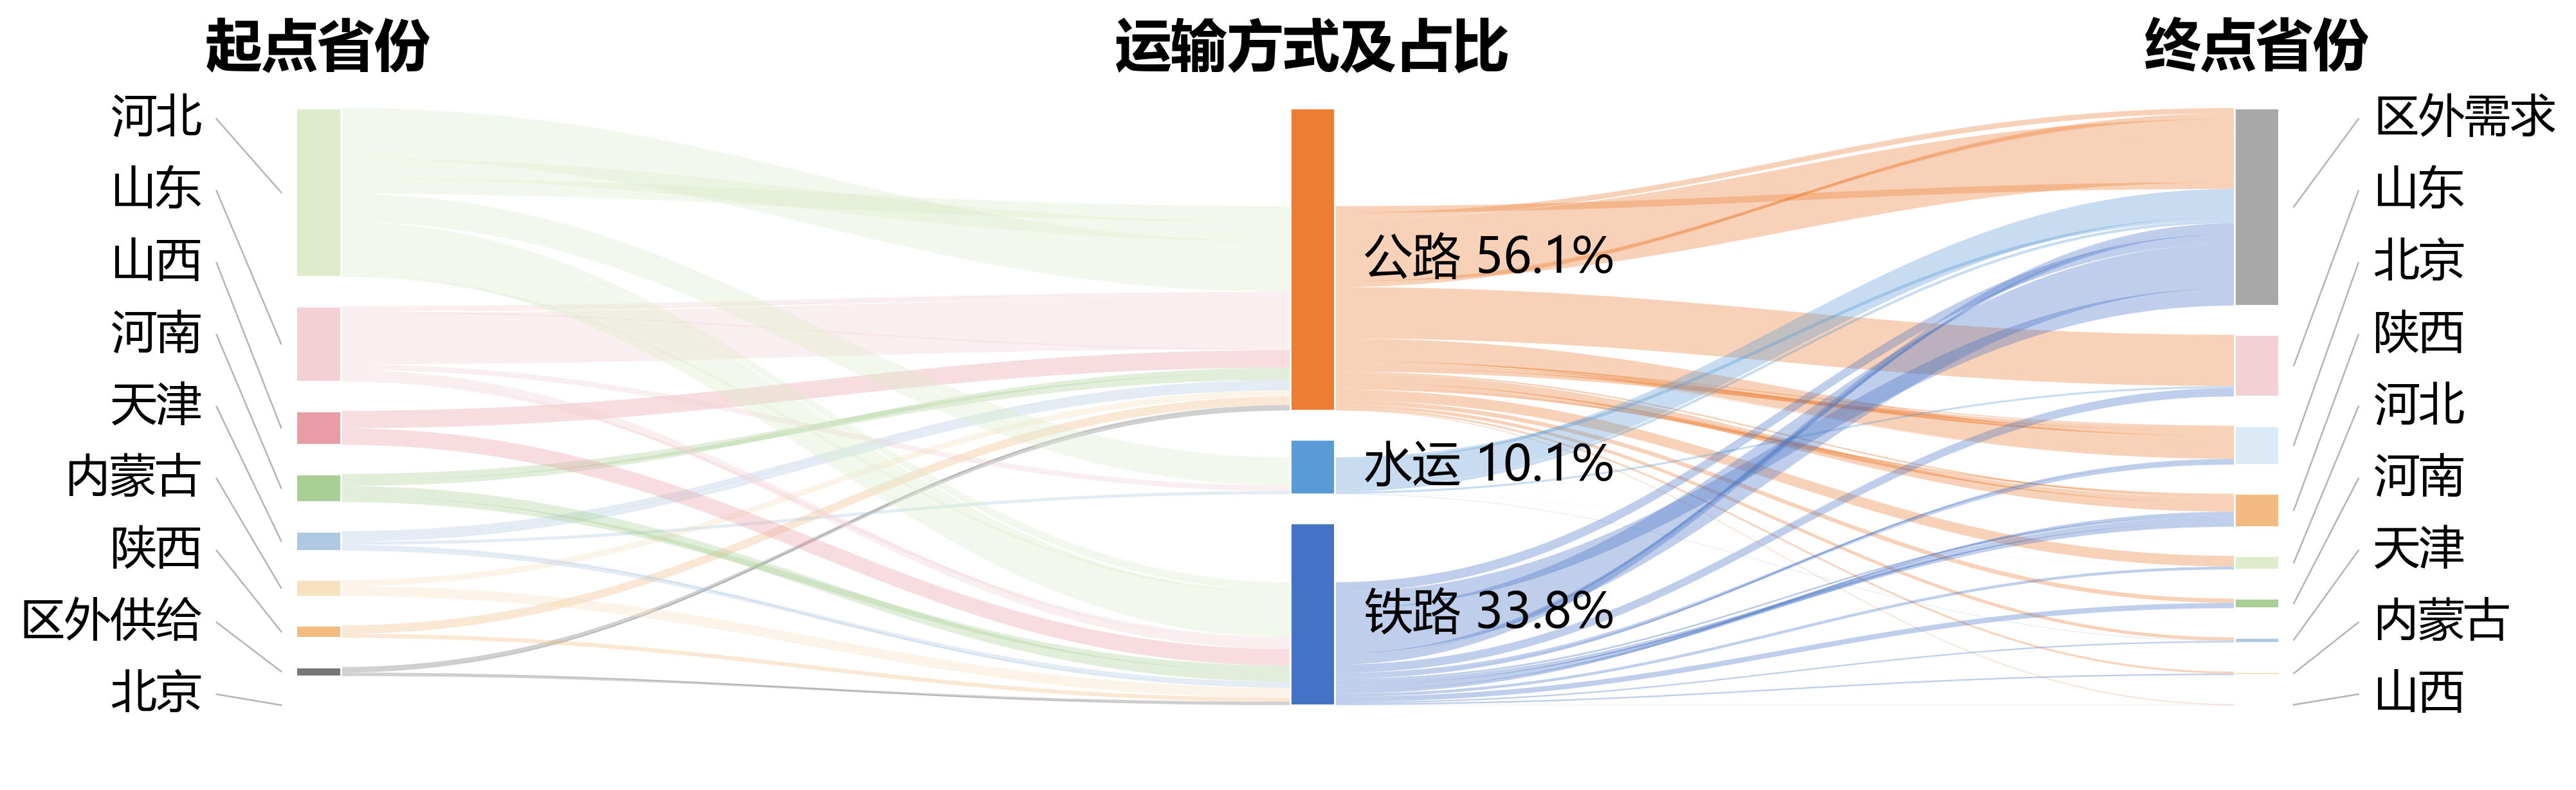 起点省份
运输方式及占比
终点省份
河北
山东
山西
河南
天津
内蒙古
陕西
区外供给
北京
公路 56.1%
水运 10.1%
铁路 33.8%
区外需求
山东
北京
陕西
河北
河南
天津
内蒙古
山西